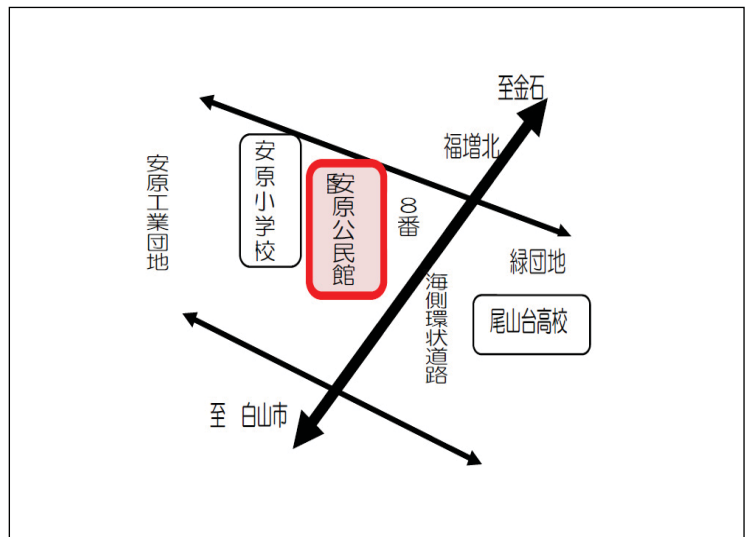 至金石
福増北
安原工業団地
安原小学校
安原公民館
8番
海側環状道路
緑団地
尾山台高校
至 白山市